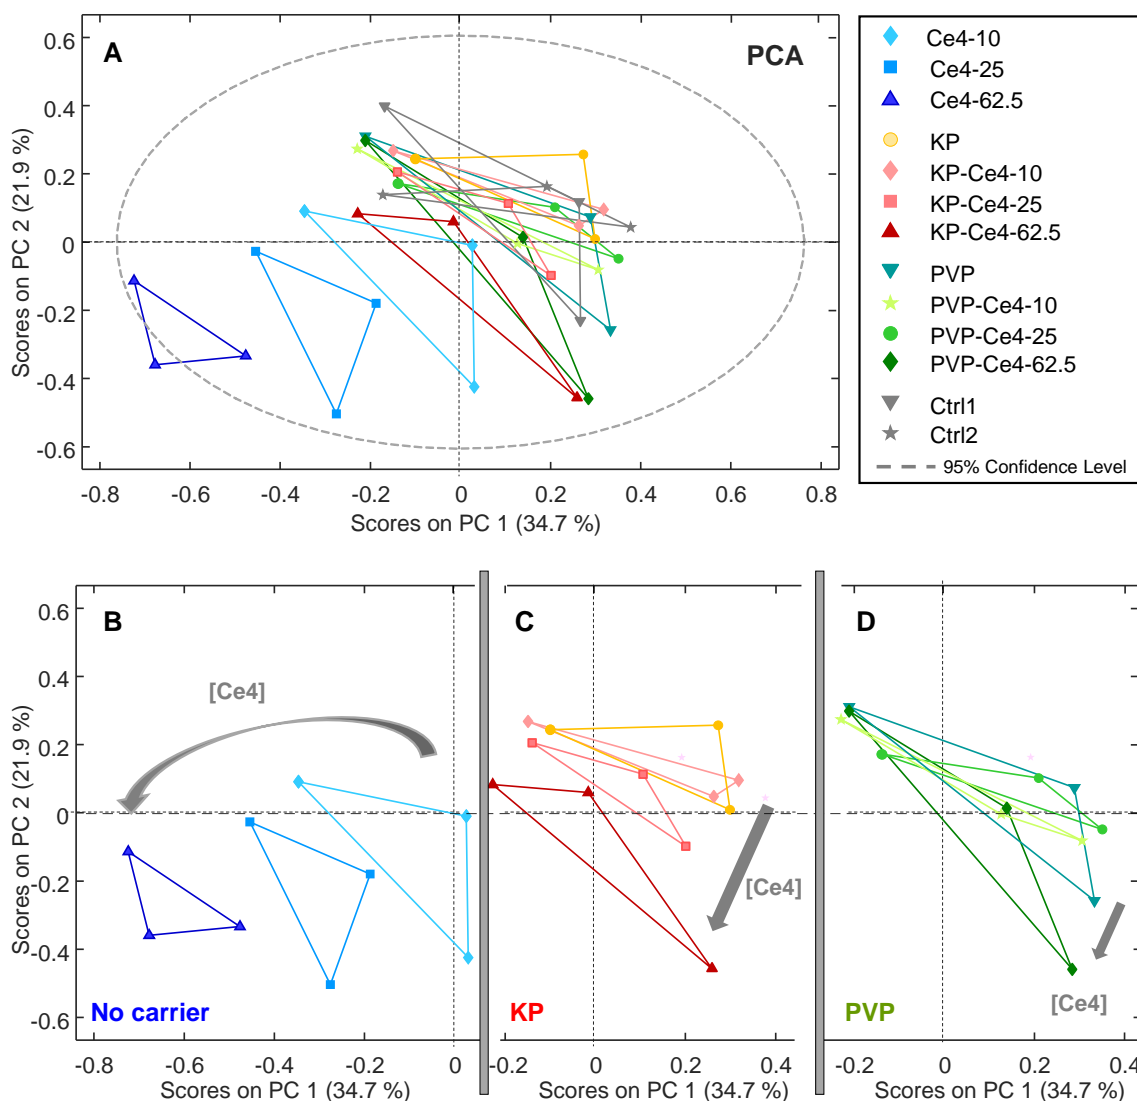 A
PCA
0.6
0.4
0.2
0
-0.2
-0.4
-0.6
Scores on PC 2 (21.9 %)
-0.8
-0.6
-0.4
-0.2
0
0.2
0.4
0.6
0.8
Scores on PC 1 (34.7 %)
Ce4-10
Ce4-25
Ce4-62.5
KP
KP-Ce4-10
KP-Ce4-25
KP-Ce4-62.5
PVP
PVP-Ce4-10
PVP-Ce4-25
PVP-Ce4-62.5
Ctrl1
Ctrl2
95% Confidence Level
B
[Ce4]
No carrier
0.6
0.4
0.2
0
-0.2
-0.4
-0.6
Scores on PC 2 (21.9 %)
-0.8
-0.6
-0.4
-0.2
0
Scores on PC 1 (34.7 %)
C
[Ce4]
KP
0
0.2
0.4
Scores on PC 1 (34.7 %)
D
[Ce4]
PVP
-0.2
0
0.2
0.4
Scores on PC 1 (34.7 %)